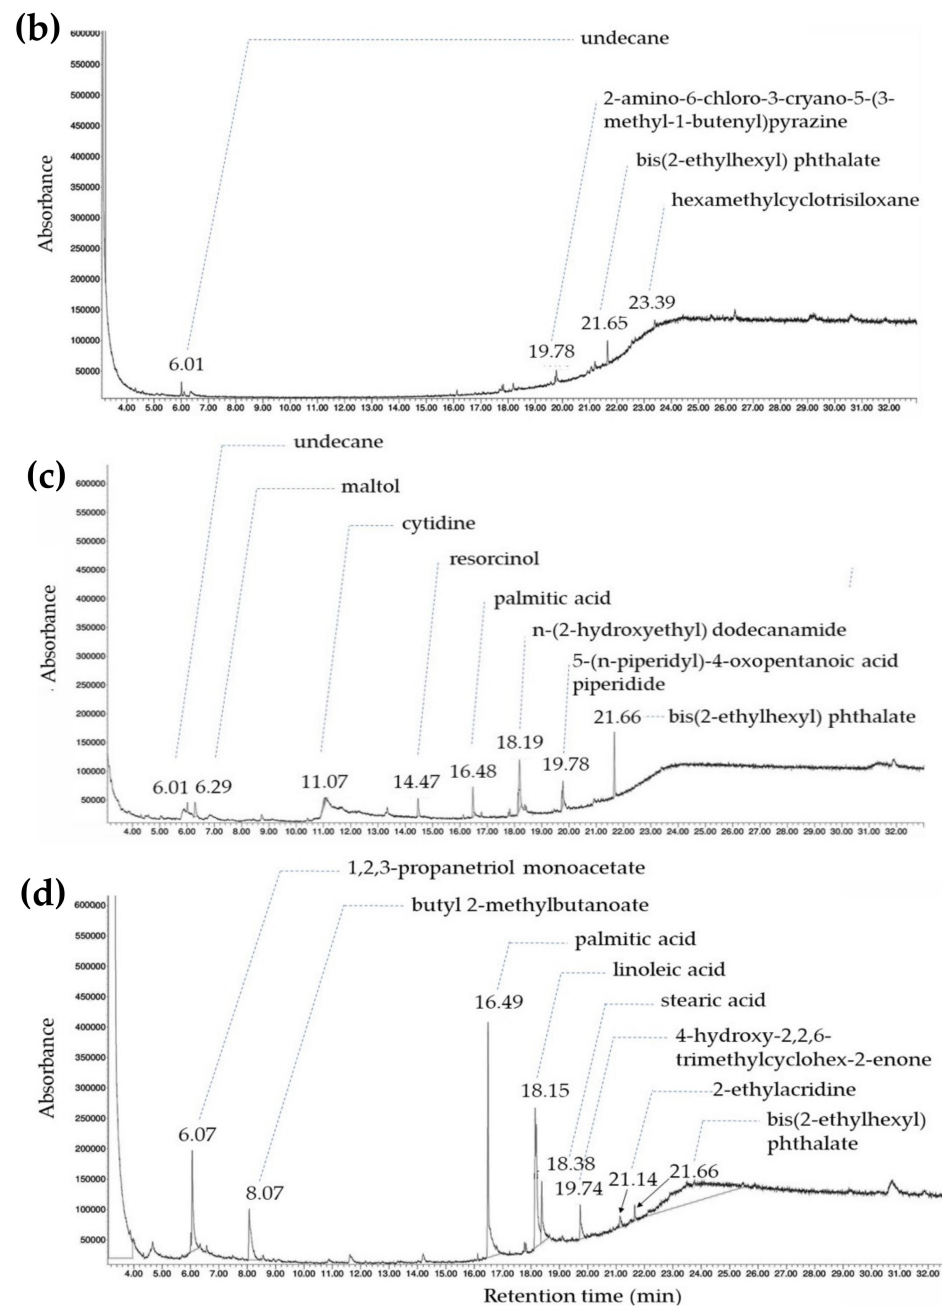 (b)
600000
550000
500000
450000
400000
350000
300000
250000
200000
150000
100000
50000
Absorbance
undecane
2-amino-6-chloro-3-cryano-5-(3-
methyl-1-butenyl)pyrazine
bis(2-ethylhexyl) phthalate
hexamethylcyclotrisiloxane
6.01
19.78
21.65
23.39
4.00 5.00 6.00 7.00 8.00 9.00 10.00 11.00 12.00 13.00 14.00 15.00 16.00 17.00 18.00 19.00 20.00 21.00 22.00 23.00 24.00 25.00 26.00 27.00 28.00 29.00 30.00 31.00 32.00
(c)
600000
550000
500000
450000
400000
350000
300000
250000
200000
150000
100000
50000
Absorbance
undecane
maltol
cytidine
resorcinol
palmitic acid
n-(2-hydroxyethyl) dodecanamide
5-(n-piperidyl)-4-oxopentanoic acid
piperidide
21.66
bis(2-ethylhexyl) phthalate
6.01
6.29
11.07
14.47
16.48
18.19
19.78
4.00 5.00 6.00 7.00 8.00 9.00 10.00 11.00 12.00 13.00 14.00 15.00 16.00 17.00 18.00 19.00 20.00 21.00 22.00 23.00 24.00 25.00 26.00 27.00 28.00 29.00 30.00 31.00 32.00
(d)
600000
550000
500000
450000
400000
350000
300000
250000
200000
150000
100000
50000
Absorbance
1,2,3-propanetriol monoacetate
butyl 2-methylbutanoate
palmitic acid
linoleic acid
stearic acid
4-hydroxy-2,2,6-
trimethylcyclohex-2-enone
2-ethylacridine
bis(2-ethylhexyl)
phthalate
6.07
8.07
16.49
18.15
18.38
19.74
21.14
21.66
4.00 5.00 6.00 7.00 8.00 9.00 10.00 11.00 12.00 13.00 14.00 15.00 16.00 17.00 18.00 19.00 20.00 21.00 22.00 23.00 24.00 25.00 26.00 27.00 28.00 29.00 30.00 31.00 32.00
Retention time (min)